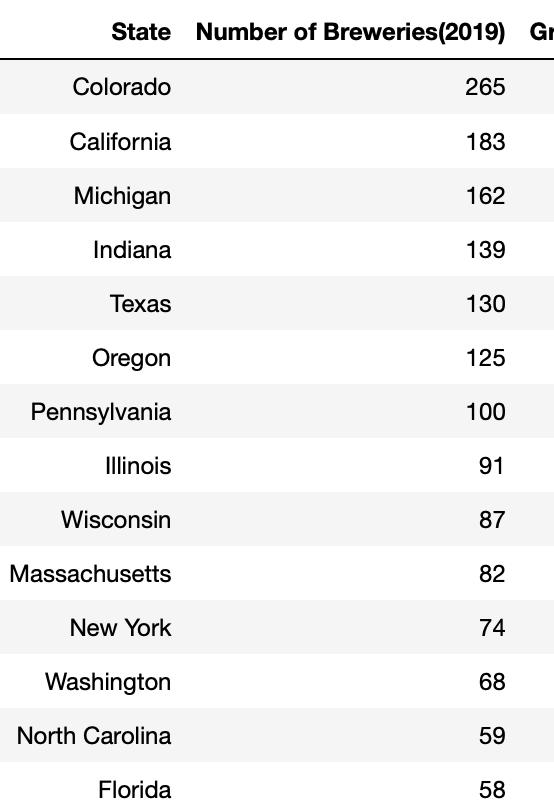 State Number of Breweries(2019) Gr
Colorado 265
California 183
Michigan 162
Indiana 139
Texas 130
Oregon 125
Pennsylvania 100
Illinois 91
Wisconsin 87
Massachusetts 82
New York 74
Washington 68
North Carolina 59
Florida 58